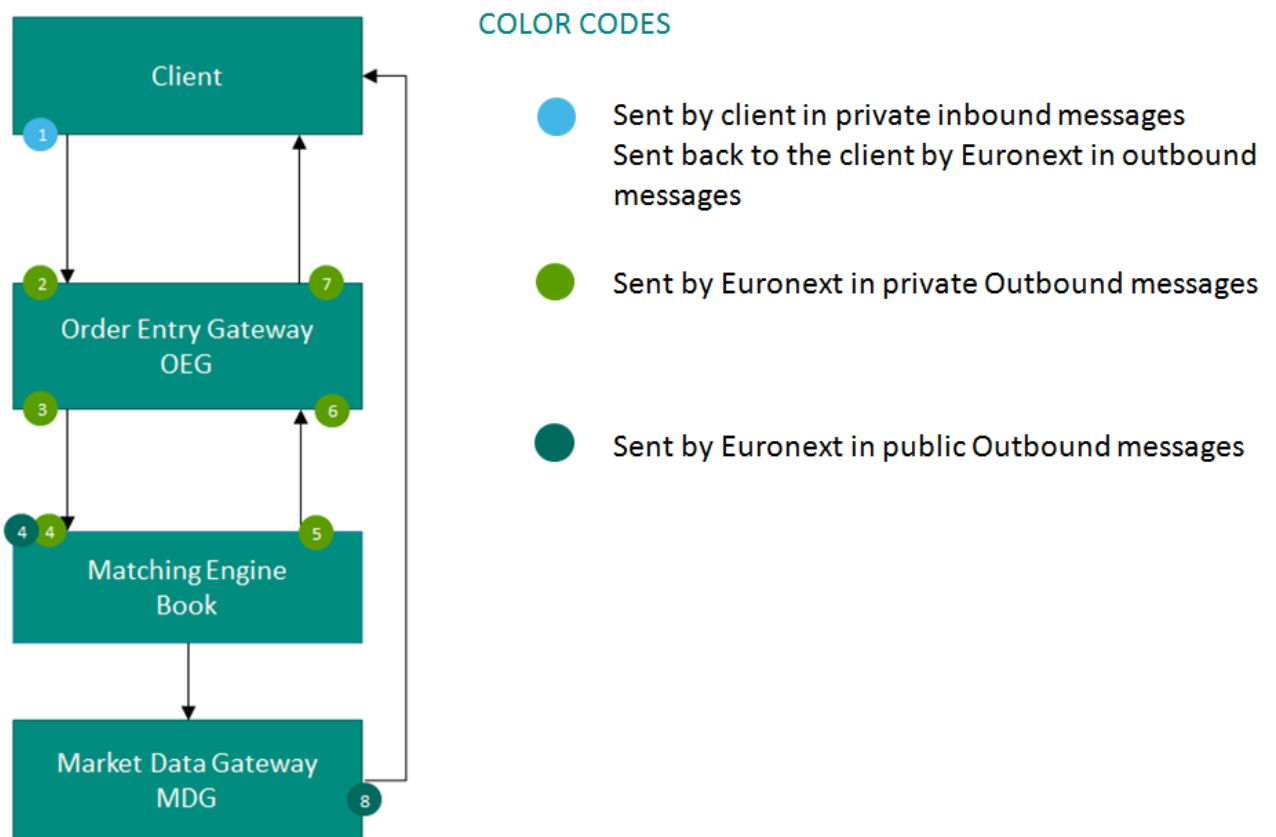 COLOR CODES
Client
1
Sent by client in private inbound messages
Sent back to the client by Euronext in outbound
messages
2
7
Sent by Euronext in private Outbound messages
Order Entry Gateway
OEG
3
6
Sent by Euronext in public Outbound messages
4
4
5
Matching Engine
Book
Market Data Gateway
MDG
8